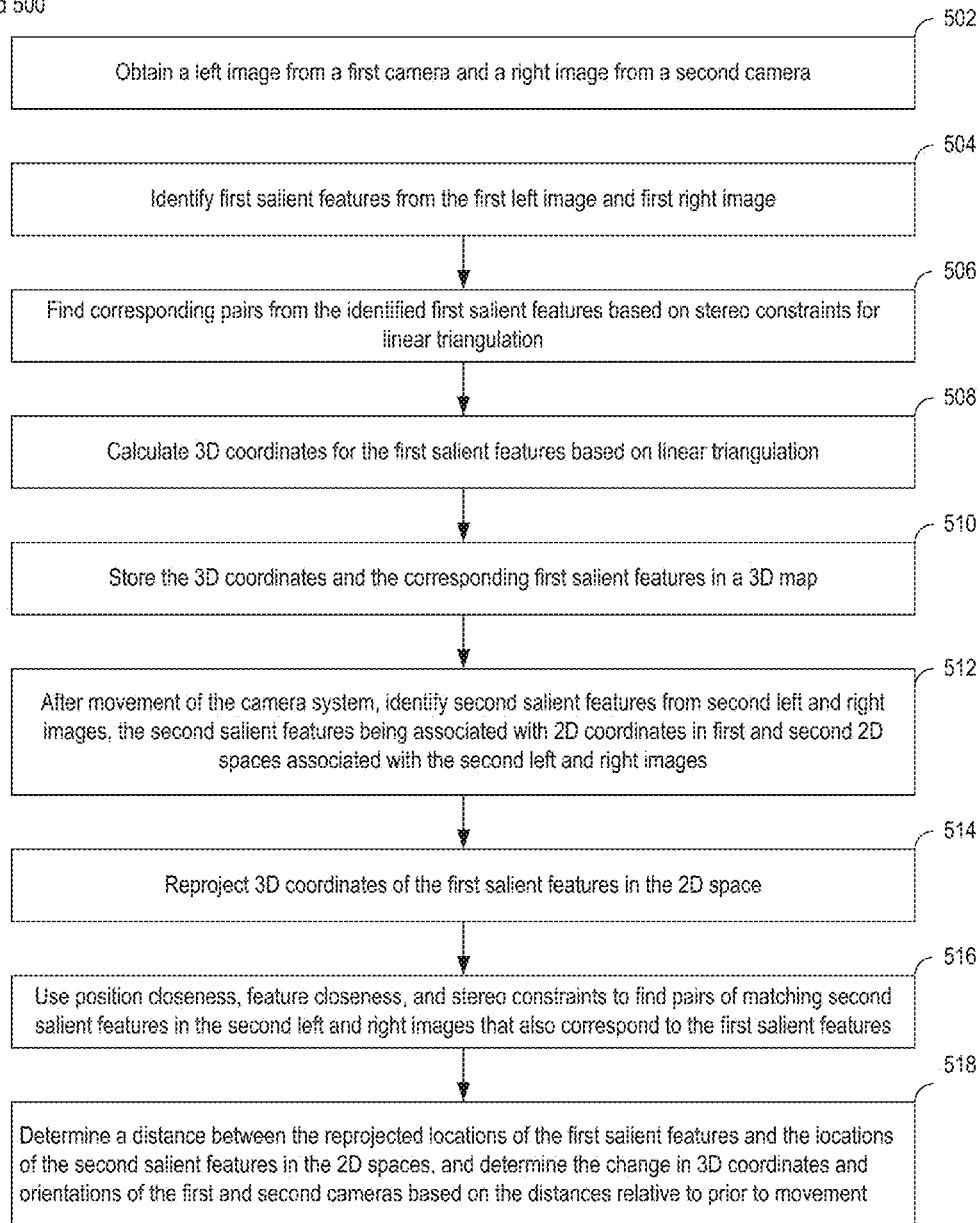 500
502
Obtain a left image from a first camera and a right image from a second camera
504
Identify first salient features from the first left image and first right image
506
Find corresponding pairs from the identified first salient features based on stereo constraints for
linear triangulation
508
Calculate 3D coordinates for the first salient features based on linear triangulation
510
Store the 3D coordinates and the corresponding first salient features in a 3D map
512
After movement of the camera system, identify second salient features from second left and right
images, the second salient features being associated with 2D coordinates in first and second 2D
spaces associated with the second left and right images
514
Reproject 3D coordinates of the first salient features in the 2D space
516
Use position closeness, feature closeness, and stereo constraints to find pairs of matching second
salient features in the second left and right images that also correspond to the first salient features
518
Determine a distance between the reprojected locations of the first salient features and the locations
of the second salient features in the 2D spaces, and determine the change in 3D coordinates and
orientations of the first and second cameras based on the distances relative to prior to movement